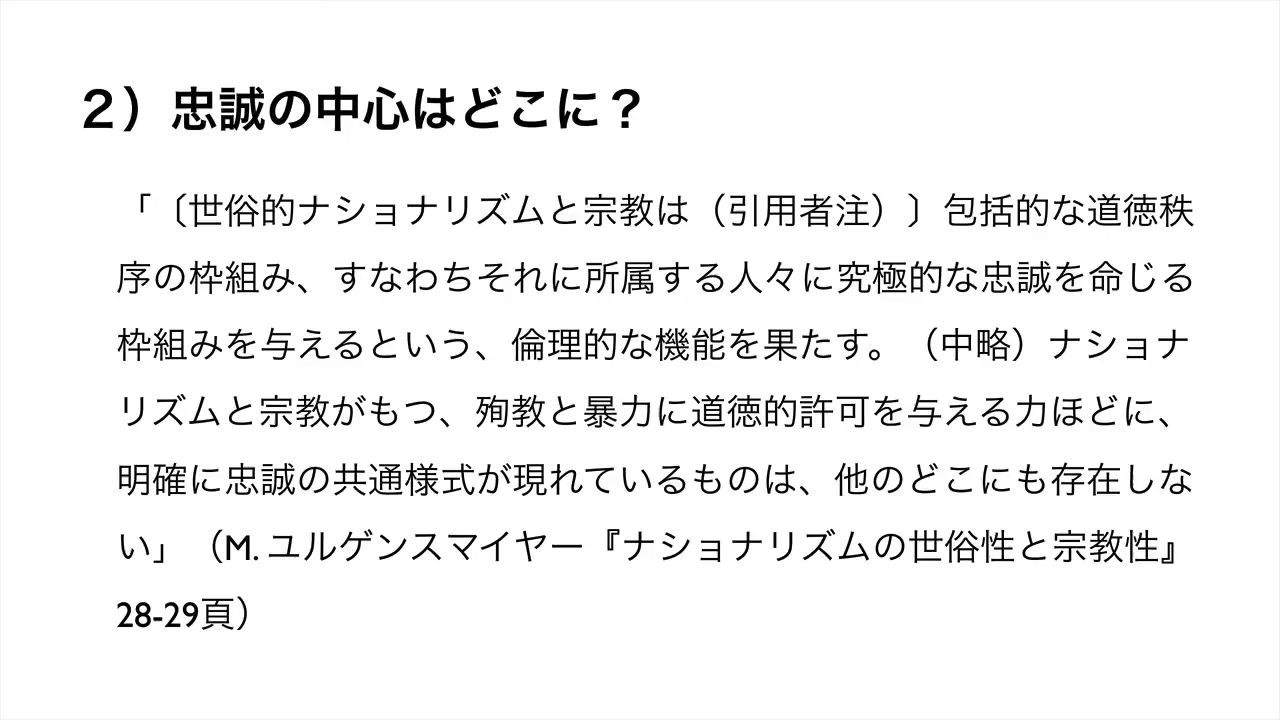 ２）忠誠の中心はどこに？
「〔世俗的ナショナリズムと宗教は（引用者注）〕包括的な道徳秩
序の枠組み、すなわちそれに所属する人々に究極的な忠誠を命じる
枠組みを与えるという、倫理的な機能を果たす。（中略）ナショナ
リズムと宗教がもつ、殉教と暴力に道徳的許可を与える力ほどに、
明確に忠誠の共通様式が現れているものは、他のどこにも存在しな
い」（M. ユルゲンスマイヤー『ナショナリズムの世俗性と宗教性』
28-29頁）